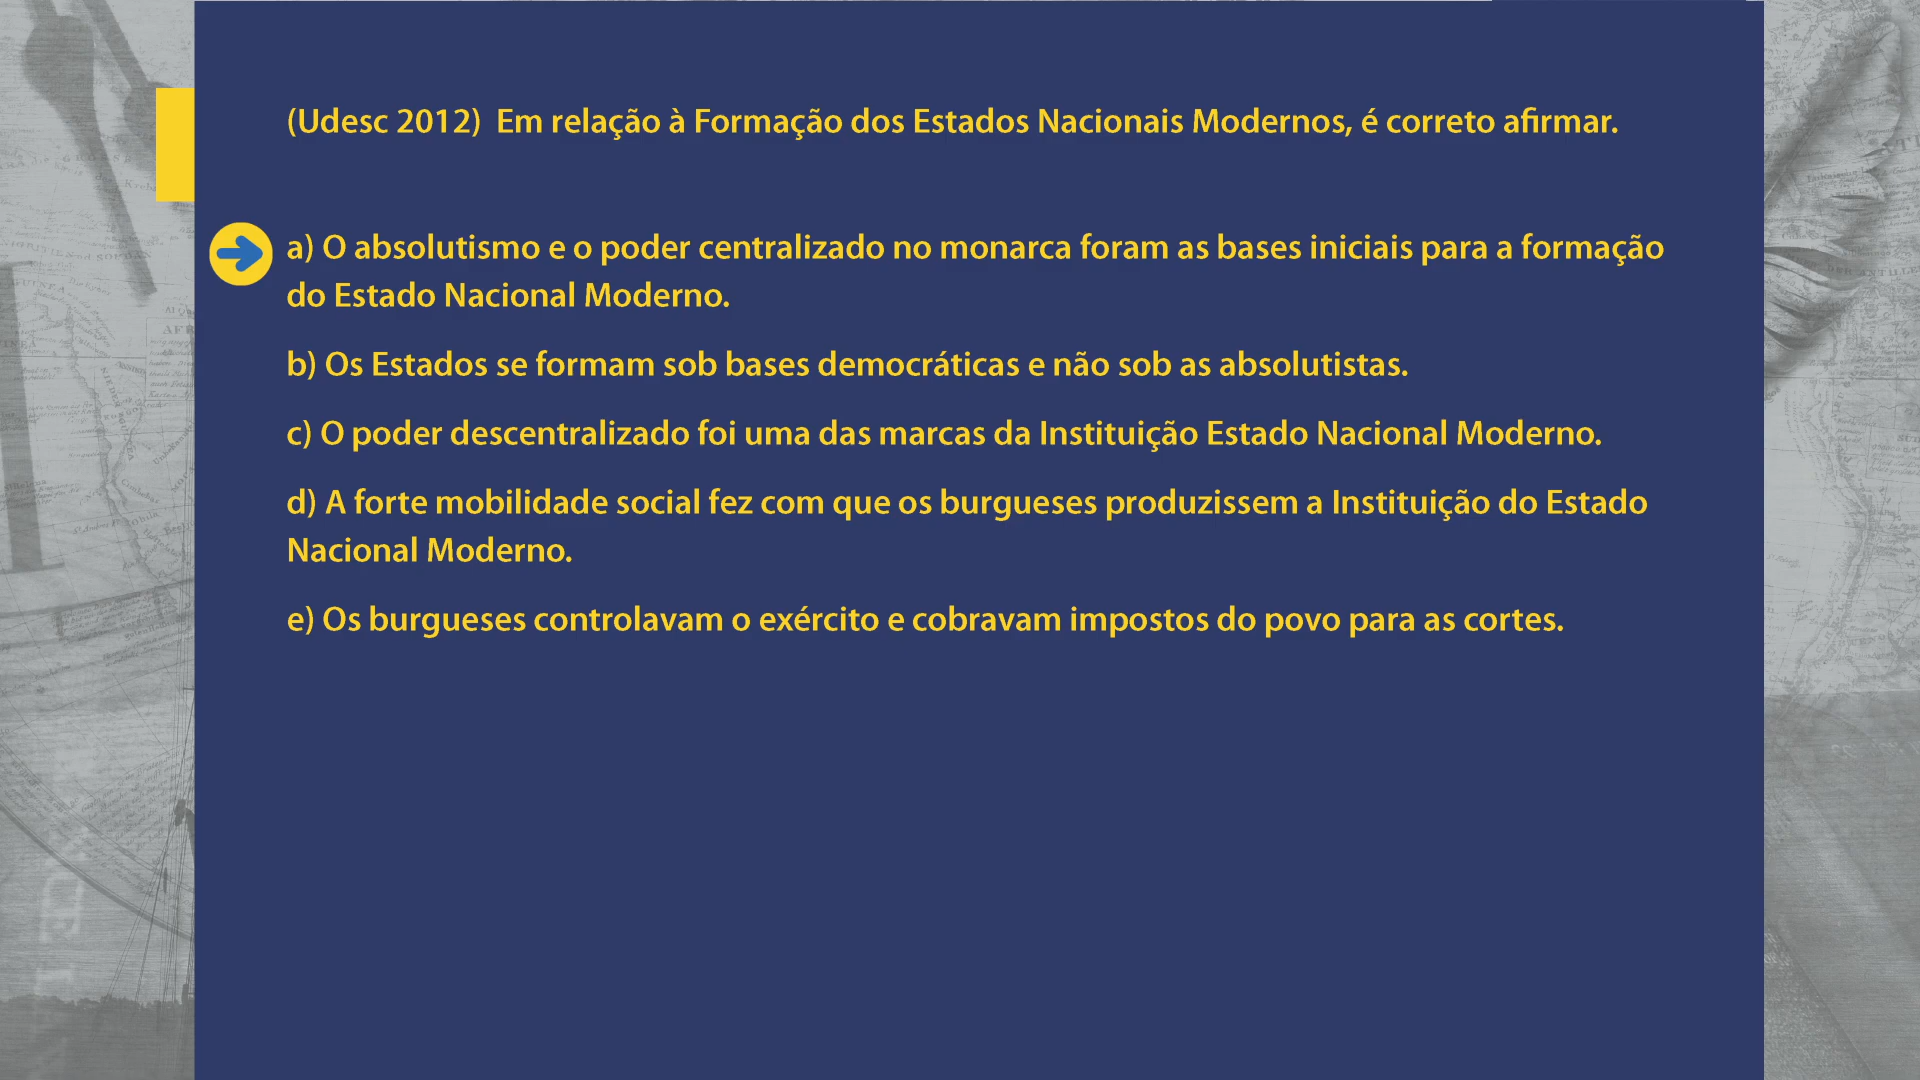 (Udesc 2012)  Em relação à Formação dos Estados Nacionais Modernos, é correto afirmar.
a) O absolutismo e o poder centralizado no monarca foram as bases iniciais para a formação
do Estado Nacional Moderno.
b) Os Estados se formam sob bases democráticas e não sob as absolutistas.
c) O poder descentralizado foi uma das marcas da Instituição Estado Nacional Moderno.
d) A forte mobilidade social fez com que os burgueses produzissem a Instituição do Estado
Nacional Moderno.
e) Os burgueses controlavam o exército e cobravam impostos do povo para as cortes.